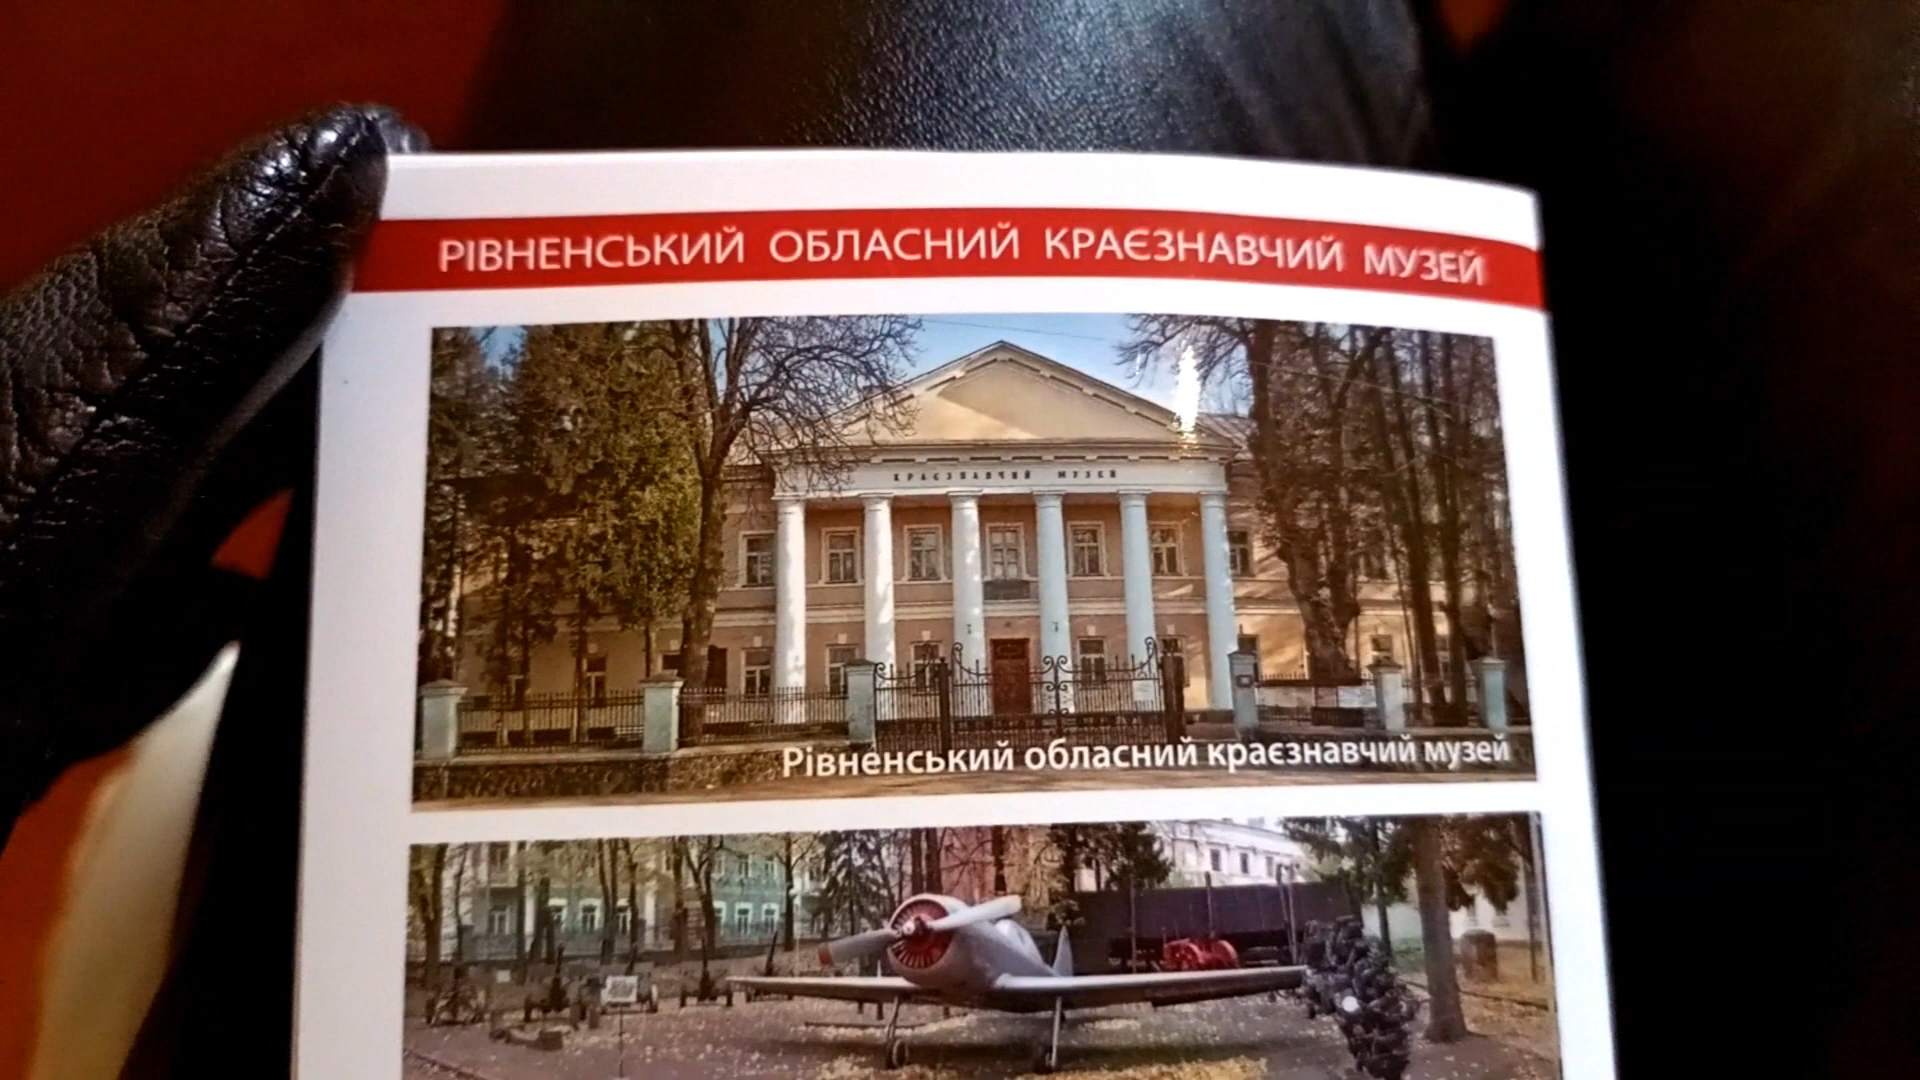 РІВНЕНСЬКИЙ ОБЛАСНИЙ КРАЄЗНАВЧИЙ МУЗЕЙ
КРАЄЗНАВЧИЙ МУЗЕЙ
Рівненський обласний краєзнавчий музей